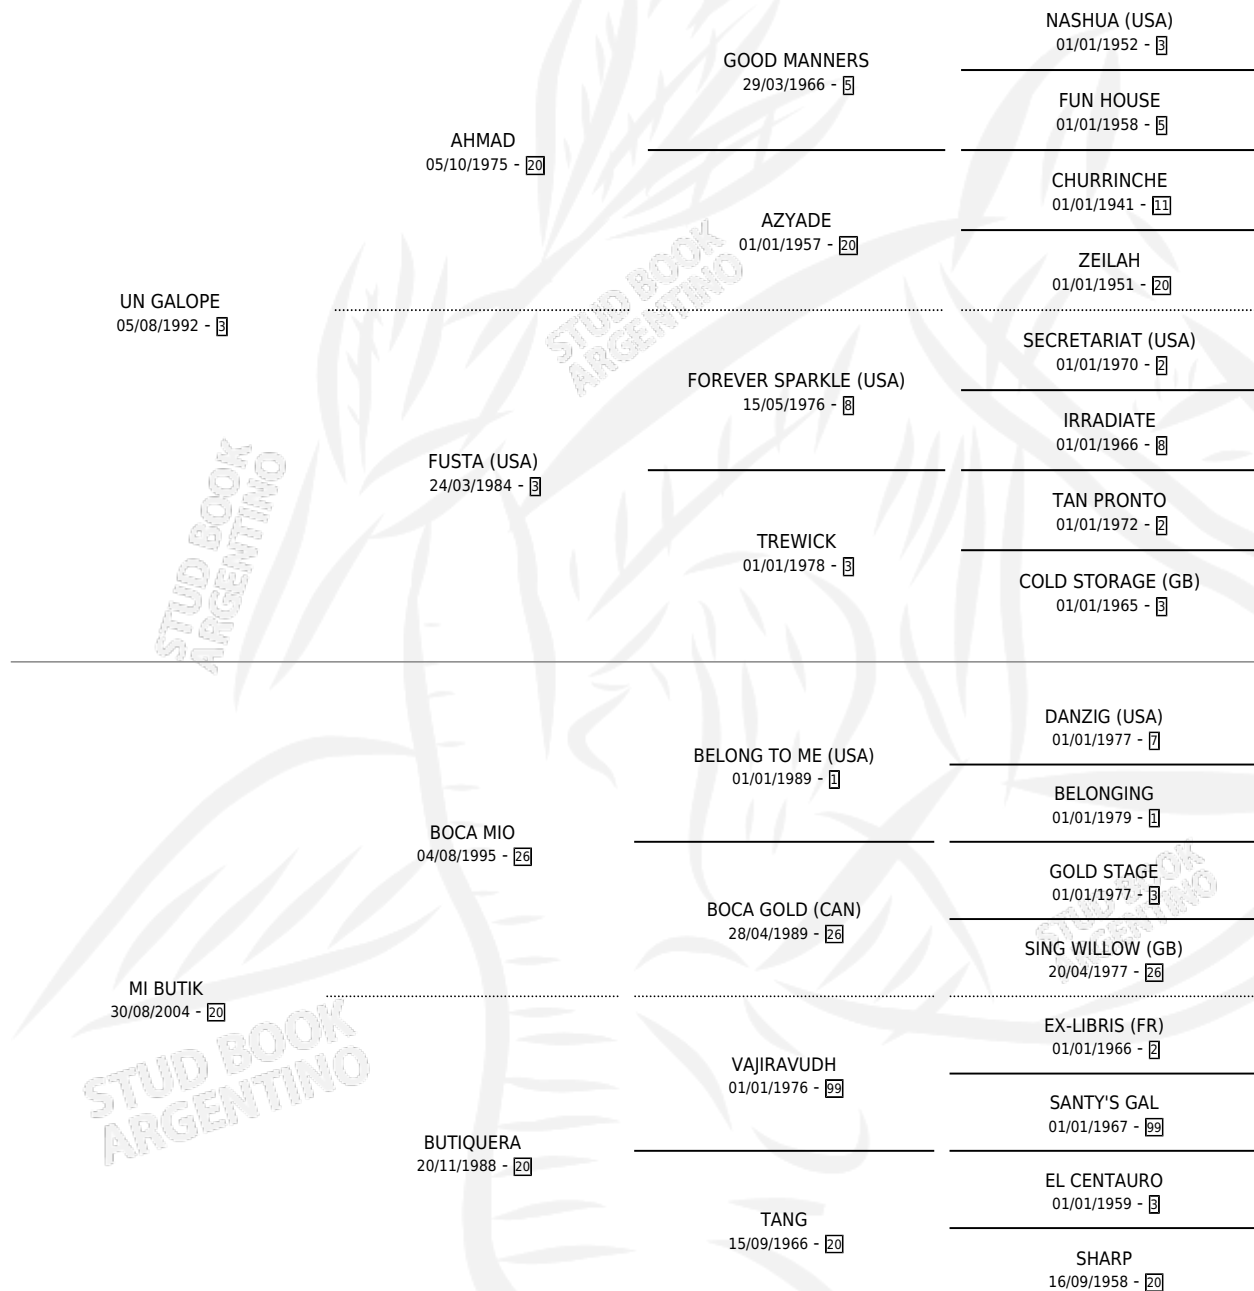 NASHUA (USA)
01/01/1952 - 3
GOOD MANNERS
29/03/1966 - 5
FUN HOUSE
01/01/1958 - 5
AHMAD
05/10/1975 - 20
CHURRINCHE
01/01/1941 - 11
AZYADE
01/01/1957 - 20
ZEILAH
01/01/1951 - 20
UN GALOPE
05/08/1992 - 3
STUD BOOK
ARGENTINO
SECRETARIAT (USA)
01/01/1970 - 2
FOREVER SPARKLE (USA)
15/05/1976 - 8
IRRADIATE
01/01/1966 - 8
FUSTA (USA)
24/03/1984 - 3
TAN PRONTO
01/01/1972 - 2
TREWICK
01/01/1978 - 3
COLD STORAGE (GB)
01/01/1965 - 3
STUD BOOK
ARGENTINO
DANZIG (USA)
01/01/1977 - 7
BELONG TO ME (USA)
01/01/1989 - 1
BELONGING
01/01/1979 - 1
BOCA MIO
04/08/1995 - 26
GOLD STAGE
01/01/1977 - 3
BOCA GOLD (CAN)
28/04/1989 - 26
SING WILLOW (GB)
20/04/1977 - 26
STUD BOOK
ARGENTINO
MI BUTIK
30/08/2004 - 20
STUD BOOK
ARGENTINO
EX-LIBRIS (FR)
01/01/1966 - 2
VAJIRAVUDH
01/01/1976 - 99
SANTY'S GAL
01/01/1967 - 99
BUTIQUERA
20/11/1988 - 20
EL CENTAURO
01/01/1959 - 3
TANG
15/09/1966 - 20
SHARP
16/09/1958 - 20